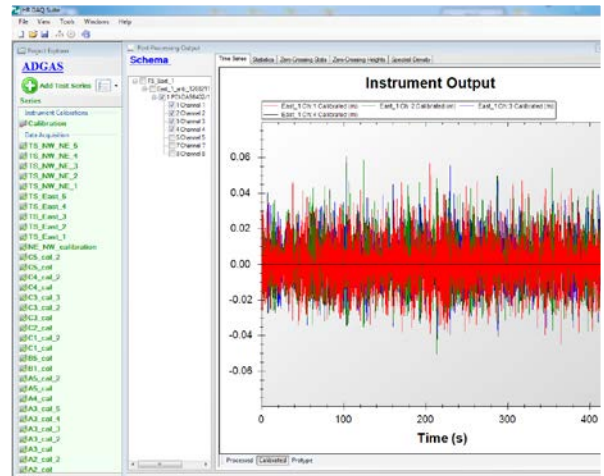 HR DAQ Suite
File View Tools Windows Help
Project Explorer
ADGAS
Add Test Series
Series
Instrument Calibrations
Calibration
Data Acquisition
TS_NW_NE_5
TS_NW_NE_4
TS_NW_NE_3
TS_NW_NE_2
TS_NW_NE_1
TS_East_5
TS_East_4
TS_East_3
TS_East_2
TS_East_1
NE_NW_calibration
C5_cal_2
C5_cal
C4_cal_2
C4_cal
C3_cal_3
C3_cal_2
C3_cal
C2_cal
C1_cal_2
C1_cal
B5_cal
B1_cal
A5_cal_2
A5_cal
A4_cal
A3_cal_5
A3_cal_4
A3_cal_3
A3_cal_2
A3_cal
A2_cal_2
A2_cal
Post Processing Output
Schema
TS_East_1
1 Channel 1
2 Channel 2
3 Channel 3
4 Channel 4
5 Channel 5
6 Channel 6
7 Channel 7
8 Channel 8
Time Series Statistics Zero-Crossing Stats Zero-Crossing Heights Spectral Density
Instrument Output
East_1 Ch: 1 Calibrated (m) East_1 Ch: 2 Calibrated (m) East_1 Ch: 3 Calibrated (m)
East_1 Ch: 4 Calibrated (m)
0.06
0.04
0.02
0.00
-0.02
-0.04
-0.06
0 100 200 300 400
Time (s)
Processed Calibrated Protype